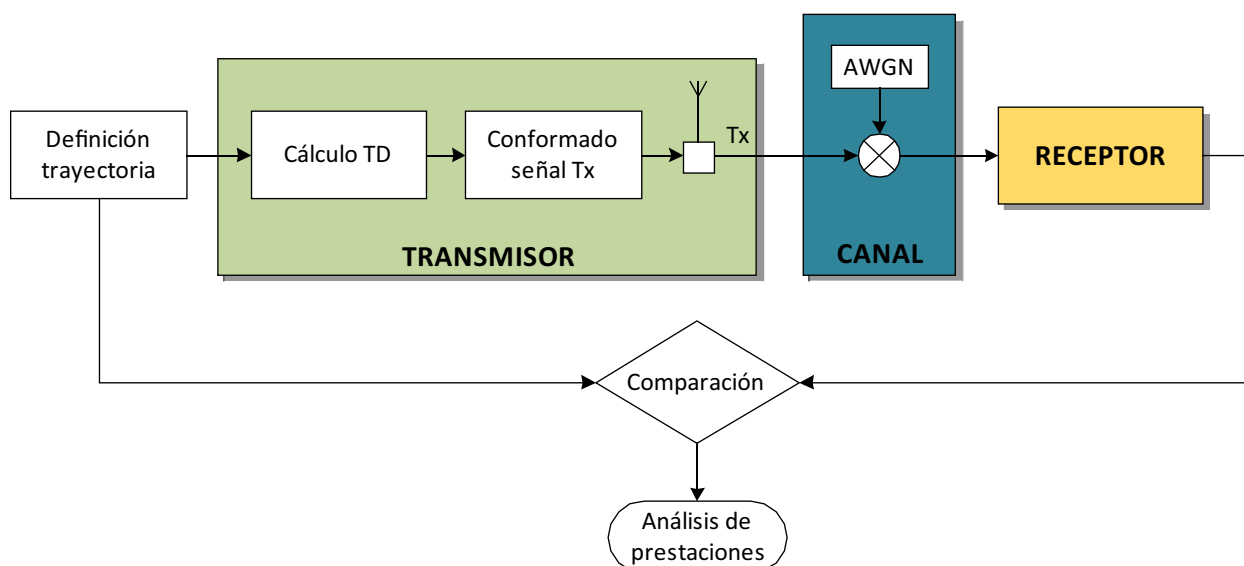 AWGN
Definición
trayectoria
Cálculo TD
Conformado
señal Tx
Tx
RECEPTOR
TRANSMISOR
CANAL
Comparación
Análisis de
prestaciones